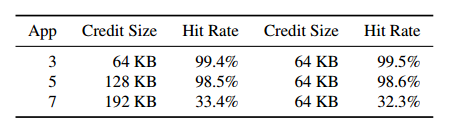 App Credit Size Hit Rate Credit Size Hit Rate
3 64 KB 99.4% 64 KB 99.5%
5 128 KB 98.5% 64 KB 98.6%
7 192 KB 33.4% 64 KB 32.3%